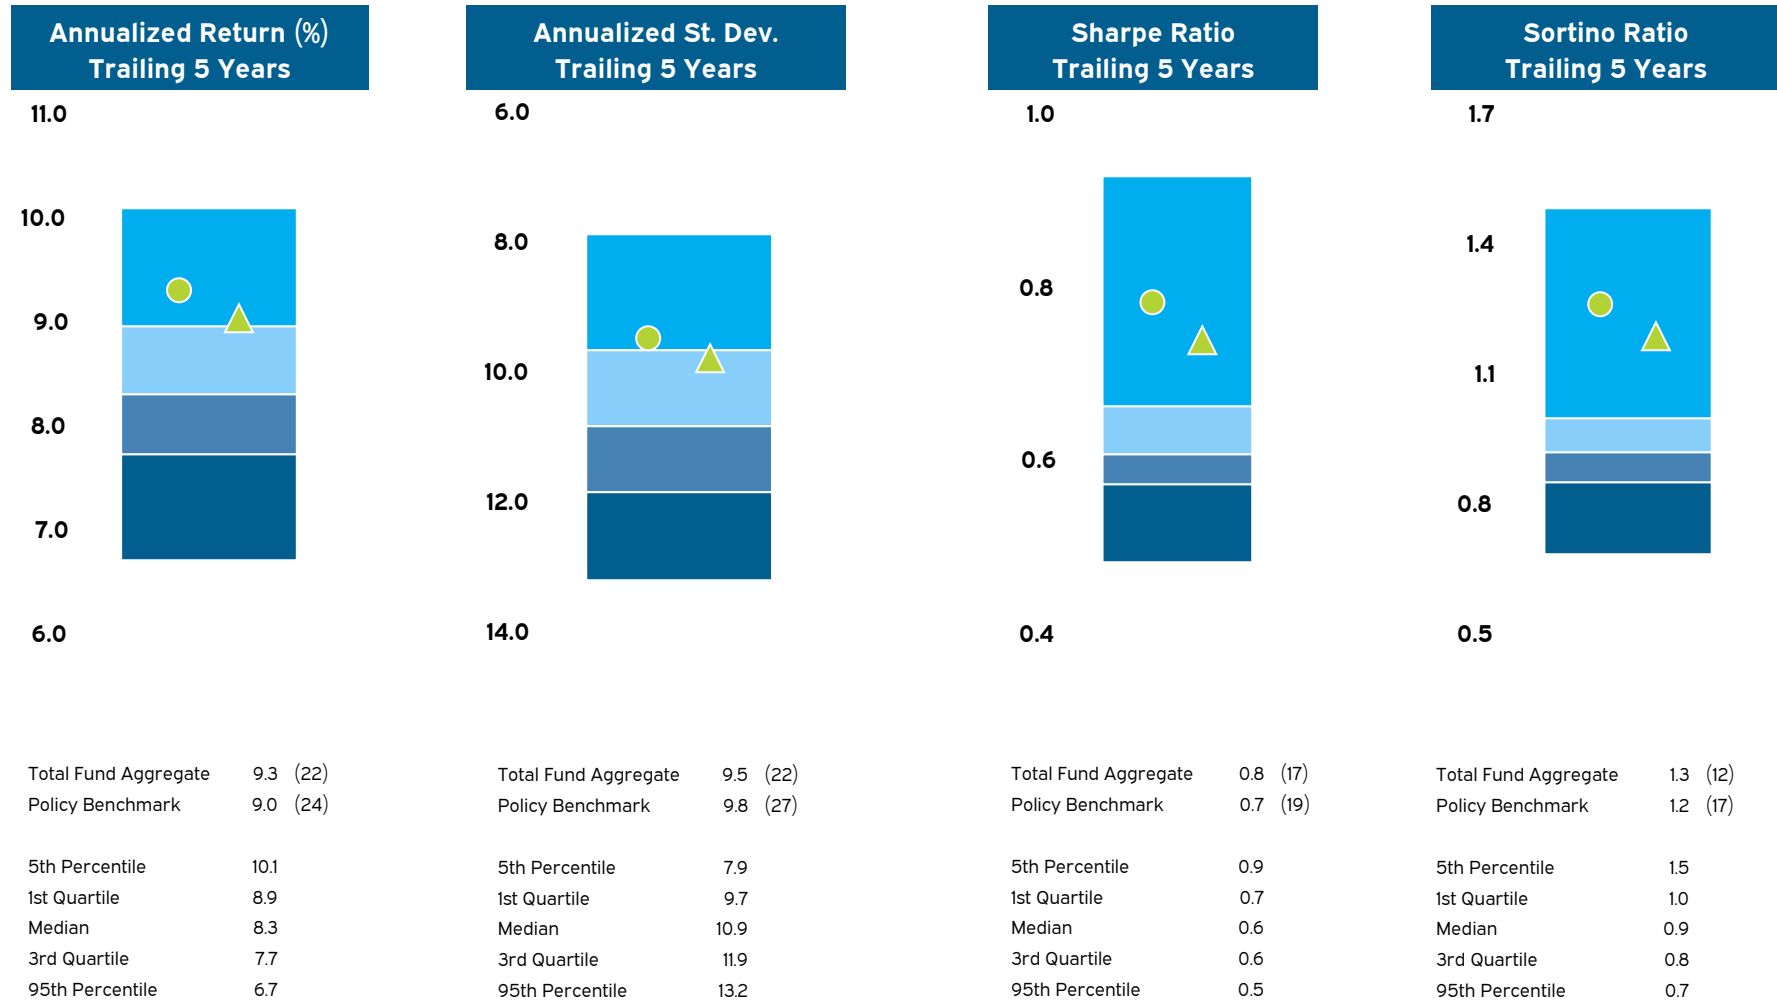 Annualized Return (%)
Trailing 5 Years
11.0
10.0
9.0
8.0
7.0
6.0
Total Fund Aggregate 9.3 (22)
Policy Benchmark 9.0 (24)
5th Percentile 10.1
1st Quartile 8.9
Median 8.3
3rd Quartile 7.7
95th Percentile 6.7
Annualized St. Dev.
Trailing 5 Years
6.0
8.0
10.0
12.0
14.0
Total Fund Aggregate 9.5 (22)
Policy Benchmark 9.8 (27)
5th Percentile 7.9
1st Quartile 9.7
Median 10.9
3rd Quartile 11.9
95th Percentile 13.2
Sharpe Ratio
Trailing 5 Years
1.0
0.8
0.6
0.4
Total Fund Aggregate 0.8 (17)
Policy Benchmark 0.7 (19)
5th Percentile 0.9
1st Quartile 0.7
Median 0.6
3rd Quartile 0.6
95th Percentile 0.5
Sortino Ratio
Trailing 5 Years
1.7
1.4
1.1
0.8
0.5
Total Fund Aggregate 1.3 (12)
Policy Benchmark 1.2 (17)
5th Percentile 1.5
1st Quartile 1.0
Median 0.9
3rd Quartile 0.8
95th Percentile 0.7